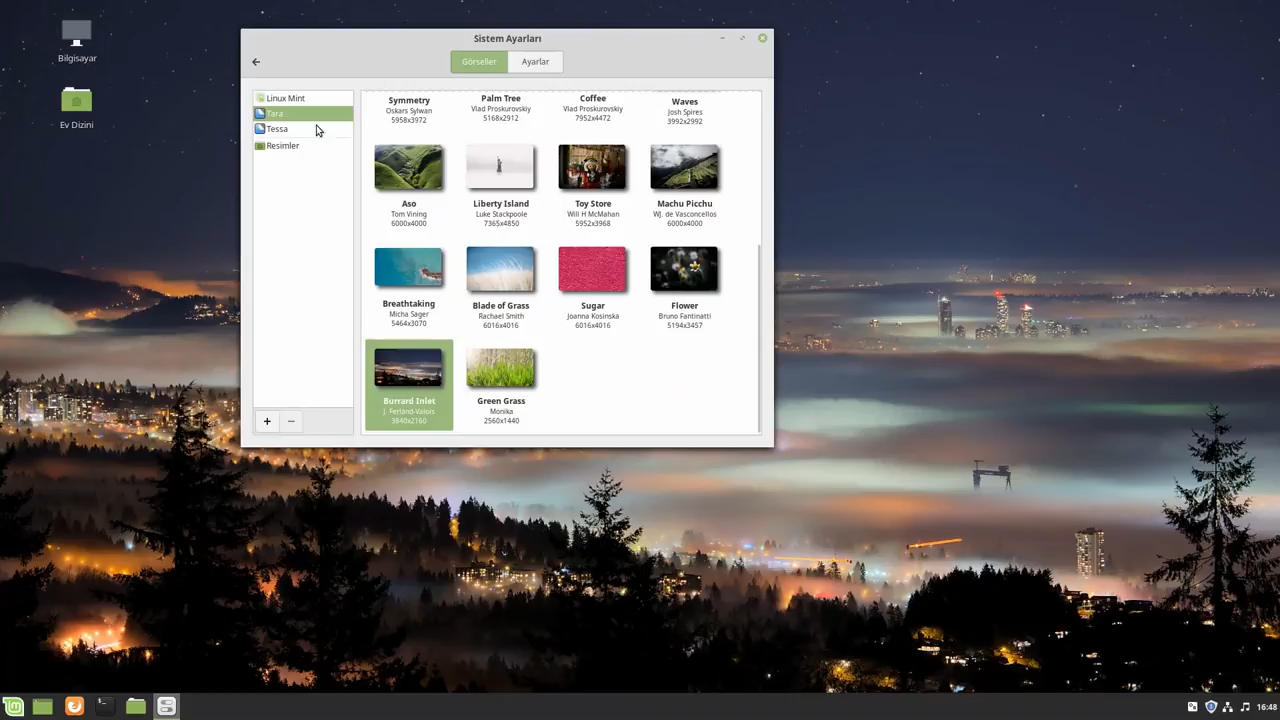 Bilgisayar
Ev Dizini
Sistem Ayarları
Görseller
Ayarlar
Linux Mint
Tara
Tessa
Resimler
Symmetry
Oskars Sylwan
5958x3972
Palm Tree
Vlad Proskurovskiy
5168x2912
Coffee
Vlad Proskurovskiy
7952x4472
Waves
Josh Spires
3992x2992
Aso
Tom Vining
6000x4000
Liberty Island
Luke Stackpoole
7365x4850
Toy Store
Will H McMahan
5952x3968
Machu Picchu
WJ. de Vasconcellos
6000x4000
Breathtaking
Micha Sager
5464x3070
Blade of Grass
Rachael Smith
6016x4016
Sugar
Joanna Kosinska
6016x4016
Flower
Bruno Fantinatti
5194x3457
Burrard Inlet
J. Ferland-Valois
3840x2160
Green Grass
Monika
2560x1440
16:48